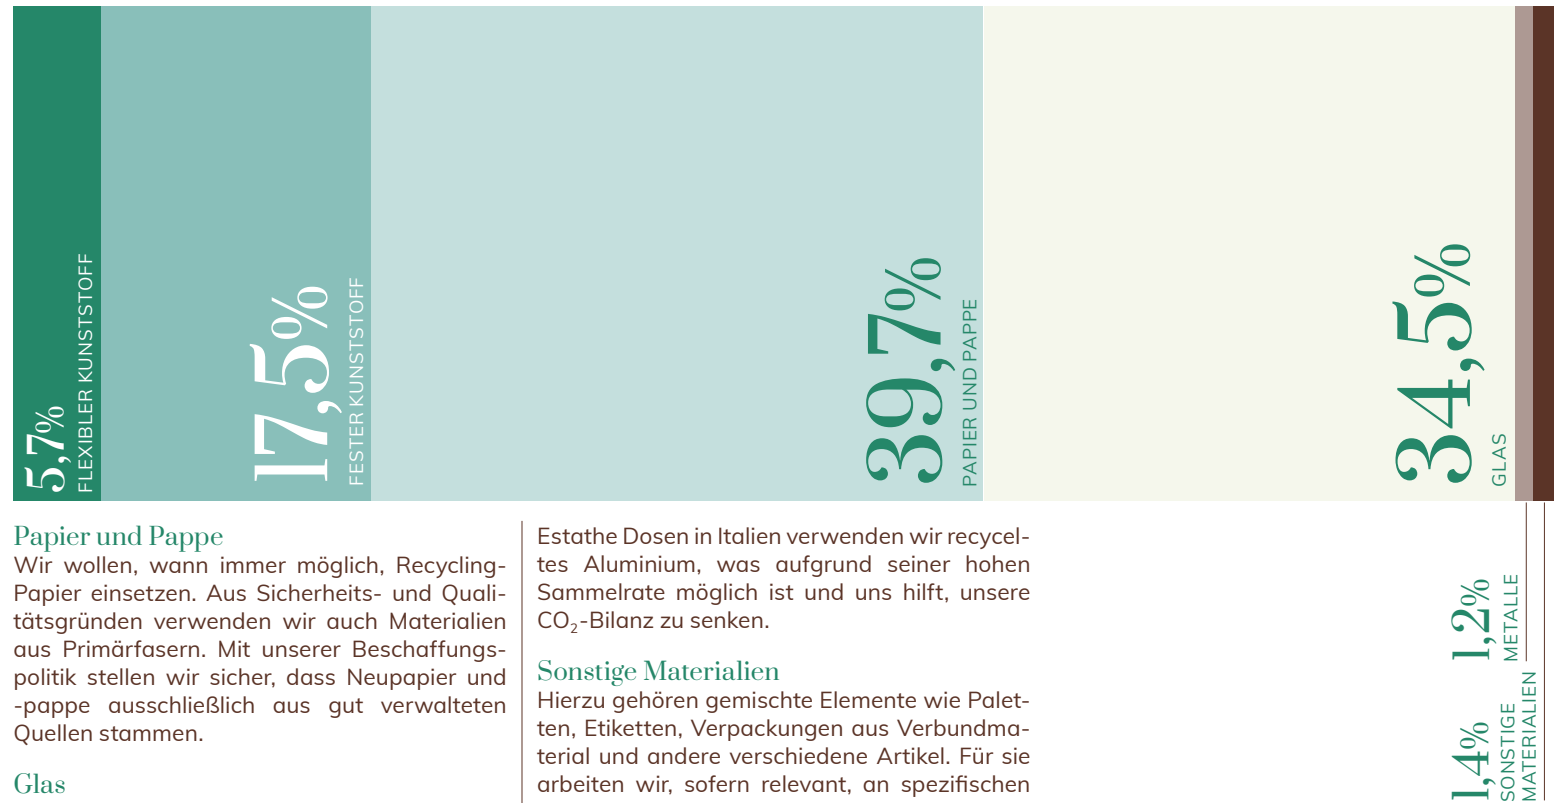 5,7%
FLEXIBLER KUNSTSTOFF
17,5%
FESTER KUNSTSTOFF
39,7%
PAPIER UND PAPPE
34,5%
GLAS
1,2%
METALLE
1,4%
SONSTIGE
MATERIALIEN
Papier und Pappe
Wir wollen, wann immer möglich, Recycling-
Papier einsetzen. Aus Sicherheits- und Quali-
tätsgründen verwenden wir auch Materialien
aus Primärfasern. Mit unserer Beschaffungs-
politik stellen wir sicher, dass Neupapier und
-pappe ausschließlich aus gut verwalteten
Quellen stammen.
Glas
Estathe Dosen in Italien verwenden wir recycel-
tes Aluminium, was aufgrund seiner hohen
Sammelrate möglich ist und uns hilft, unsere
CO₂-Bilanz zu senken.
Sonstige Materialien
Hierzu gehören gemischte Elemente wie Palet-
ten, Etiketten, Verpackungen aus Verbundma-
terial und andere verschiedene Artikel. Für sie
arbeiten wir, sofern relevant, an spezifischen